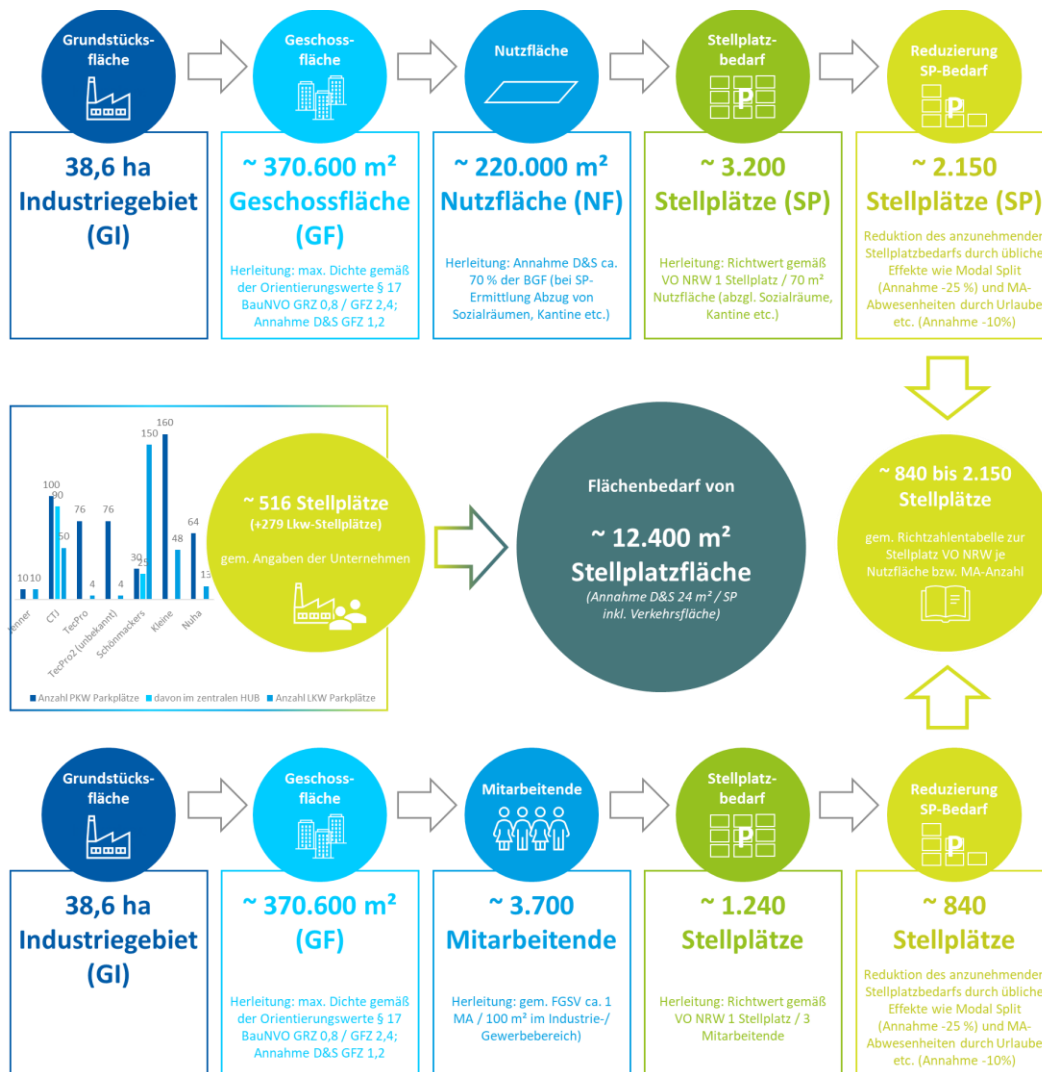 Grundstücks-
fläche
Geschoss-
fläche
Nutzfläche
Stellplatz-
bedarf
P
Reduzierung
SP-Bedarf
P
38,6 ha
Industriegebiet
(GI)
~ 370.600 m²
Geschossfläche
(GF)
Herleitung: max. Dichte gemäß
der Orientierungswerte § 17
BauNVO GRZ 0,8 / GFZ 2,4;
Annahme D&S GFZ 1,2
~ 220.000 m²
Nutzfläche (NF)
Herleitung: Annahme D&S ca.
70 % der BGF (bei SP-
Ermittlung Abzug von
Sozialräumen, Kantine etc.)
~ 3.200
Stellplätze (SP)
Herleitung: Richtwert gemäß
VO NRW 1 Stellplatz / 70 m²
Nutzfläche (abzgl. Sozialräume,
Kantine etc.)
~ 2.150
Stellplätze (SP)
Reduktion des anzunehmenden
Stellplatzbedarfs durch übliche
Effekte wie Modal Split
(Annahme -25 %) und MA-
Abwesenheiten durch Urlaube
etc. (Annahme -10%)
10
10
100
90
50
76
4
76
4
30
25
150
160
48
64
13
CTJ
TecPro
TecPro2 (unbekannt)
Schönmackers
Kleine
Nuha
Anzahl PKW Parkplätze
davon im zentralen HUB
Anzahl LKW Parkplätze
~ 516 Stellplätze
(+279 Lkw-Stellplätze)
gem. Angaben der Unternehmen
Flächenbedarf von
~ 12.400 m²
Stellplatzfläche
(Annahme D&S 24 m² / SP
inkl. Verkehrsfläche)
~ 840 bis 2.150
Stellplätze
gem. Richtzahlentabelle zur
Stellplatz VO NRW je
Nutzfläche bzw. MA-Anzahl
Grundstücks-
fläche
Geschoss-
fläche
Mitarbeitende
Stellplatz-
bedarf
P
Reduzierung
SP-Bedarf
P
38,6 ha
Industriegebiet
(GI)
~ 370.600 m²
(GF)
Herleitung: max. Dichte gemäß
der Orientierungswerte § 17
BauNVO GRZ 0,8 / GFZ 2,4;
Annahme D&S GFZ 1,2
~ 3.700
Mitarbeitende
Herleitung: gem. FGSV ca. 1
MA / 100 m² im Industrie-/
Gewerbebereich)
~ 1.240
Stellplätze
Herleitung: Richtwert gemäß
VO NRW 1 Stellplatz / 3
Mitarbeitende
~ 840
Stellplätze
Reduktion des anzunehmenden
Stellplatzbedarfs durch übliche
Effekte wie Modal Split
(Annahme -25 %) und MA-
Abwesenheiten durch Urlaube
etc. (Annahme -10%)